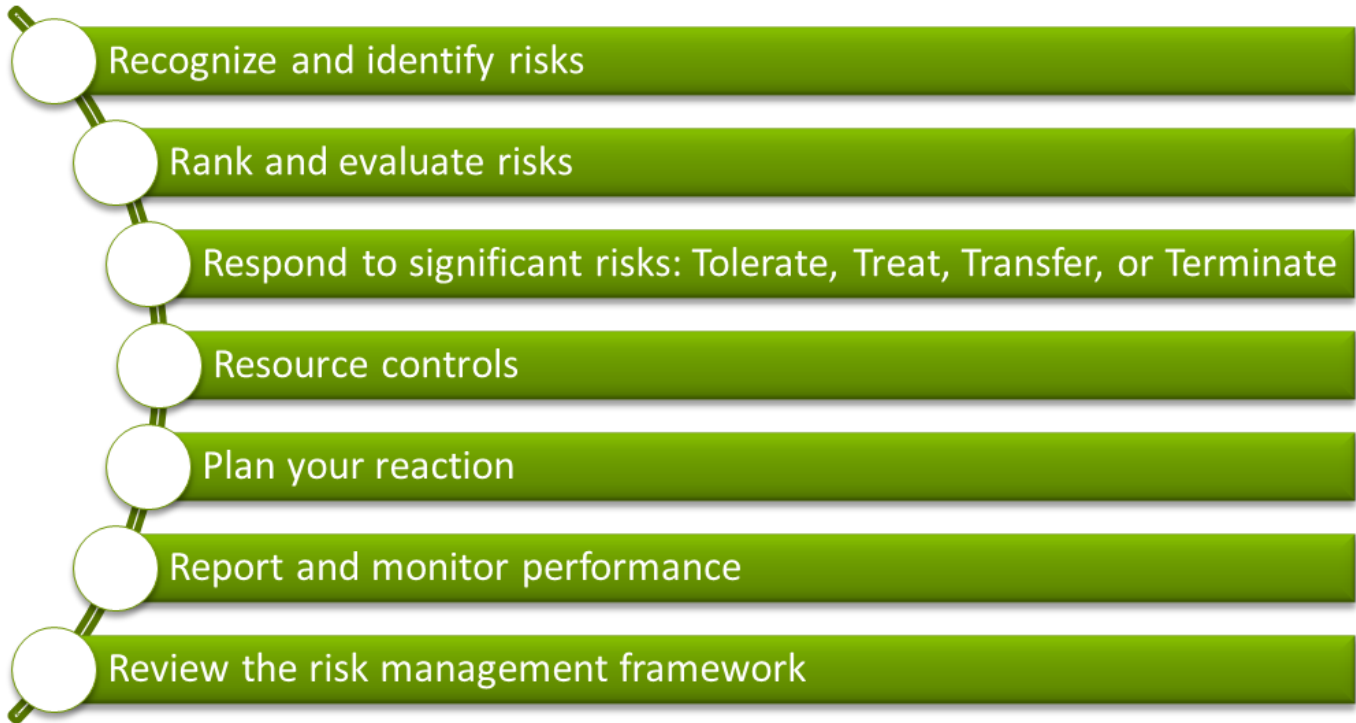 Recognize and identify risks
Rank and evaluate risks
Respond to significant risks: Tolerate, Treat, Transfer, or Terminate
Resource controls
Plan your reaction
Report and monitor performance
Review the risk management framework